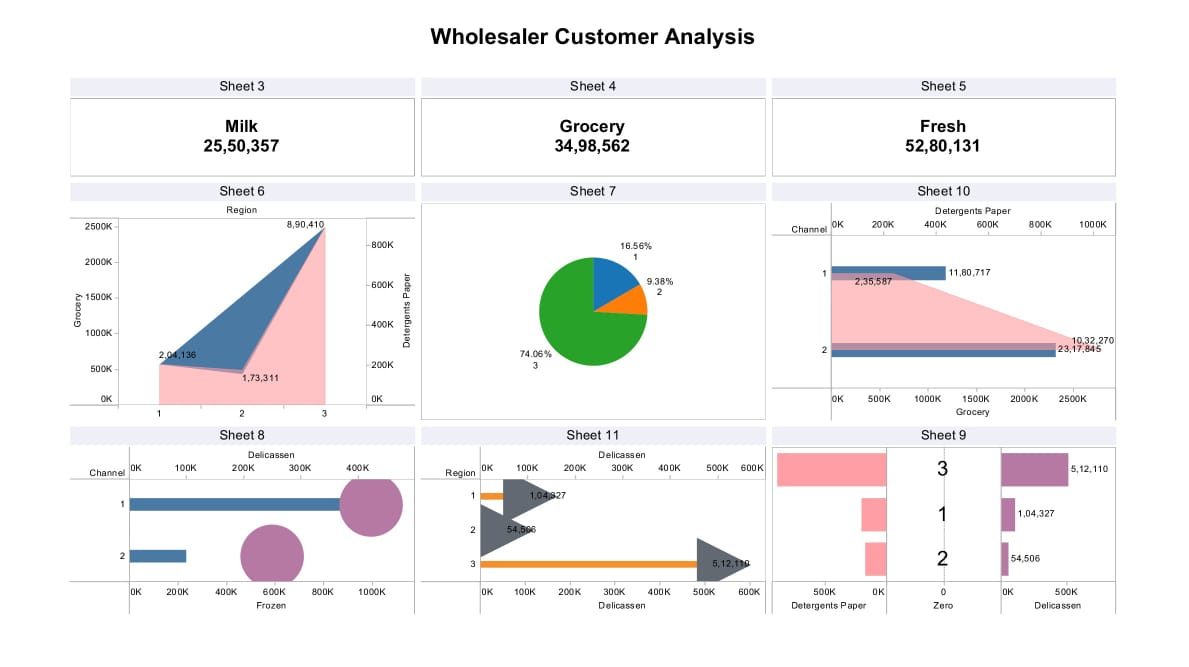 Wholesaler Customer Analysis
Sheet 3
Milk
25,50,357
Sheet 4
Grocery
34,98,562
Sheet 5
Fresh
52,80,131
Sheet 6
Region
2500K
2000K
1500K
1000K
500K
0K
Grocery
8,90,410
2,04,136
1,73,311
800K
600K
400K
200K
0K
Detergents Paper
1 2 3
Sheet 7
16.56%
1
9.38%
2
74.06%
3
Sheet 10
Detergents Paper
Channel 0K 200K 400K 600K 800K 1000K
1 11,80,717
2,35,587
10,32,270
2 23,17,845
0K 500K 1000K 1500K 2000K 2500K
Grocery
Sheet 8
Delicassen
Channel 0K 100K 200K 300K 400K
1
2
0K 200K 400K 600K 800K 1000K
Frozen
Sheet 11
Delicassen
Region 0K 100K 200K 300K 400K 500K 600K
1 1,04,327
2 54,506
3 5,12,110
0K 100K 200K 300K 400K 500K 600K
Delicassen
Sheet 9
3 5,12,110
1 1,04,327
2 54,506
500K 0K 0 0K 500K
Detergents Paper Zero Delicassen